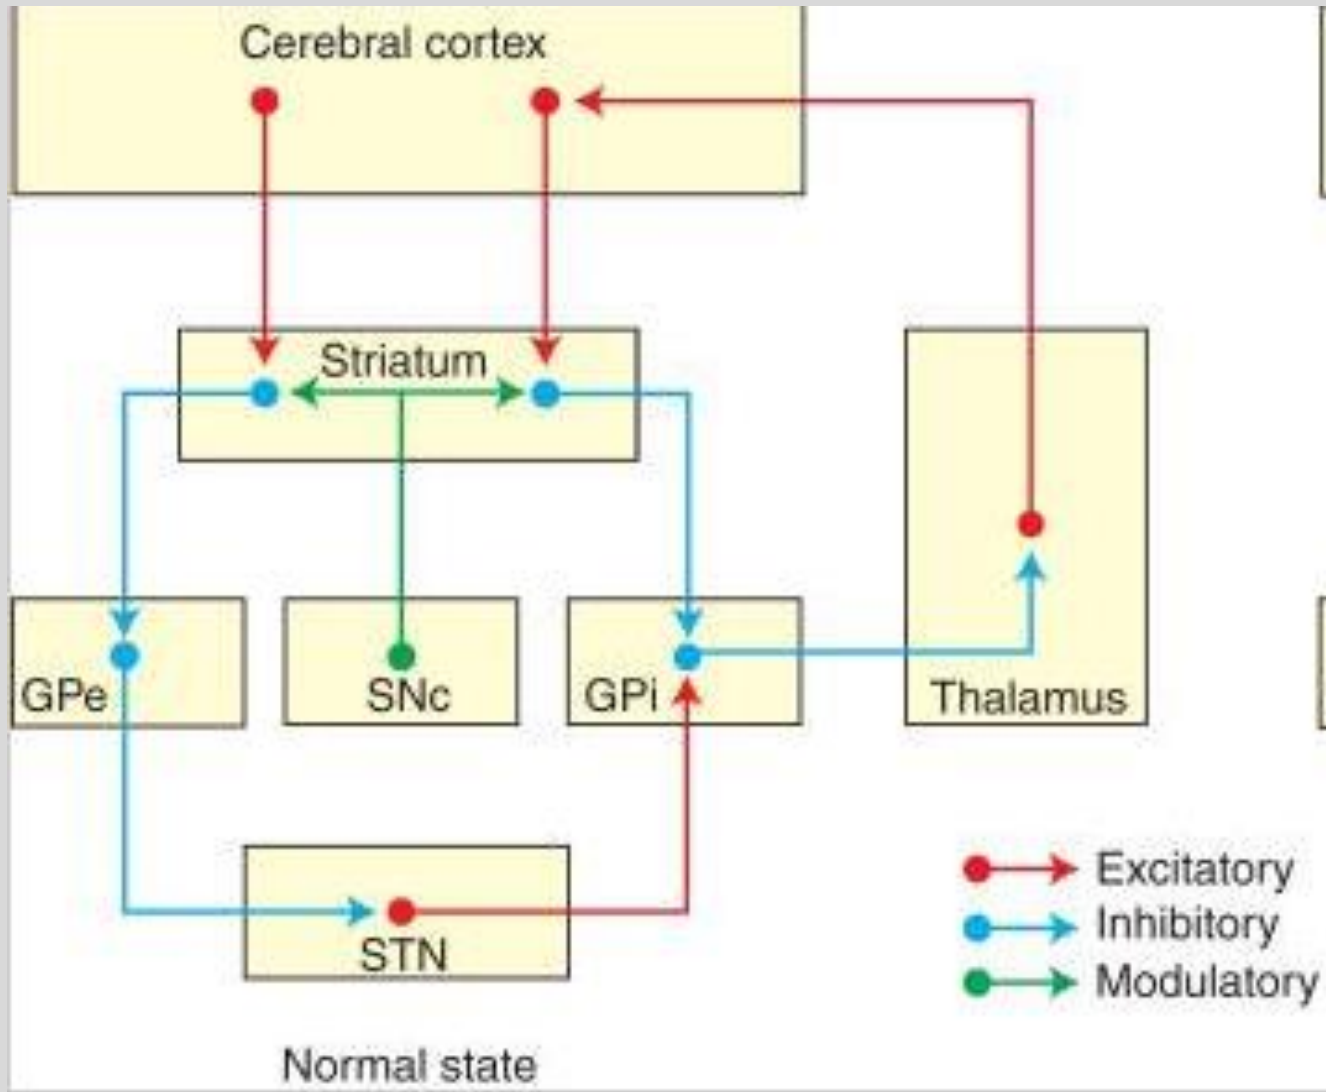 Cerebral cortex
Striatum
GPe
SNc
GPi
Thalamus
STN
Excitatory
Inhibitory
Modulatory
Normal state